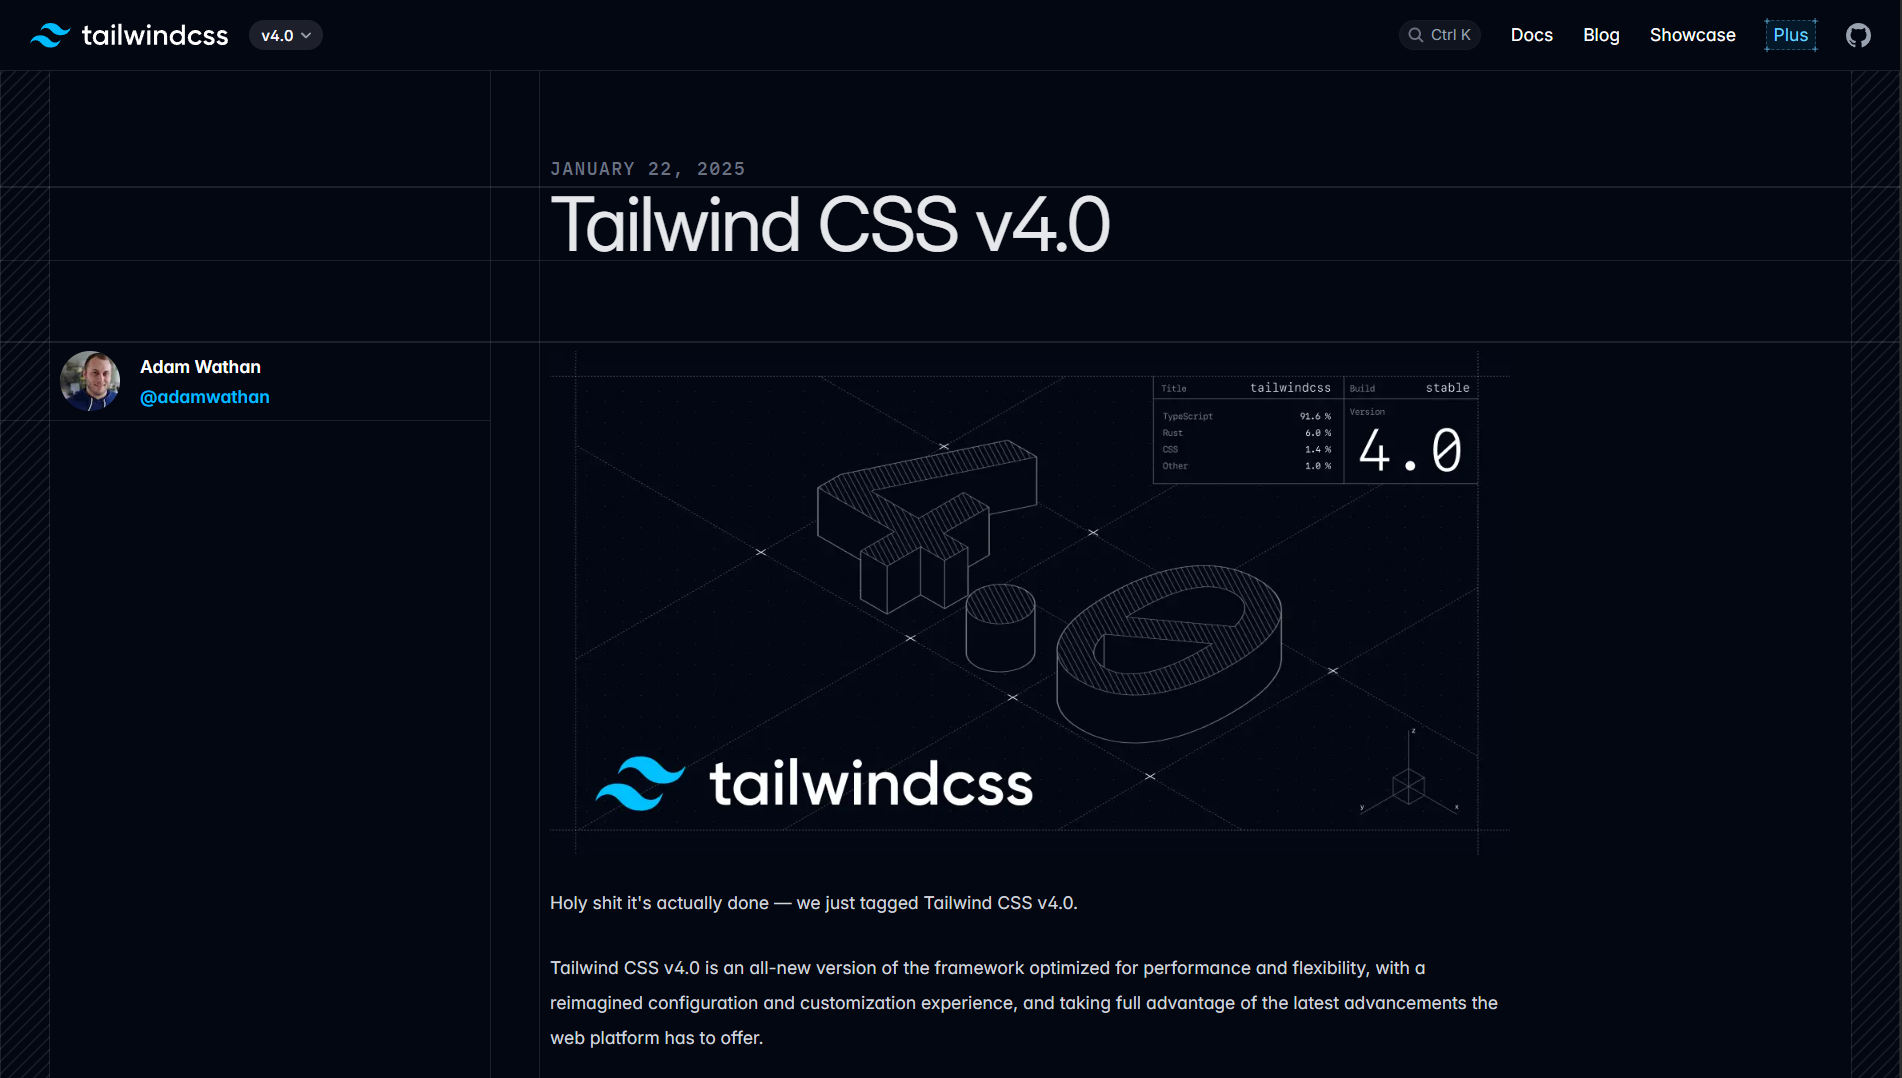 tailwindcss v4.0 Ctrl K Docs Blog Showcase Plus
JANUARY 22, 2025
Tailwind CSS v4.0
Adam Wathan
@adamwathan
Title tailwindcss Build stable
TypeScript 91.6 %
Rust 6.0 %
CSS 1.4 %
Other 1.0 %
Version
4.0
z
y
x
tailwindcss
Holy shit it's actually done — we just tagged Tailwind CSS v4.0.
Tailwind CSS v4.0 is an all-new version of the framework optimized for performance and flexibility, with a
reimagined configuration and customization experience, and taking full advantage of the latest advancements the
web platform has to offer.